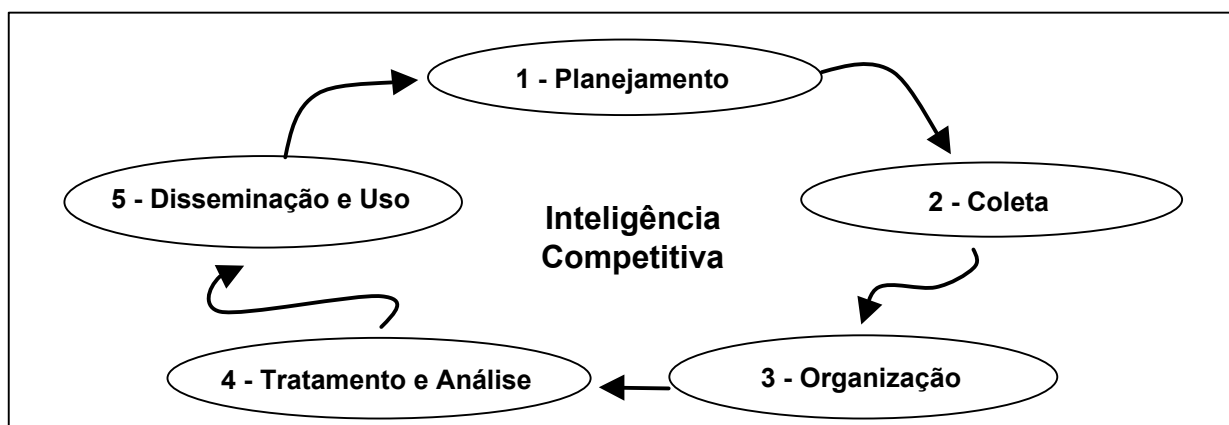 1 - Planejamento
2 - Coleta
3 - Organização
4 - Tratamento e Análise
5 - Disseminação e Uso
Inteligência
Competitiva